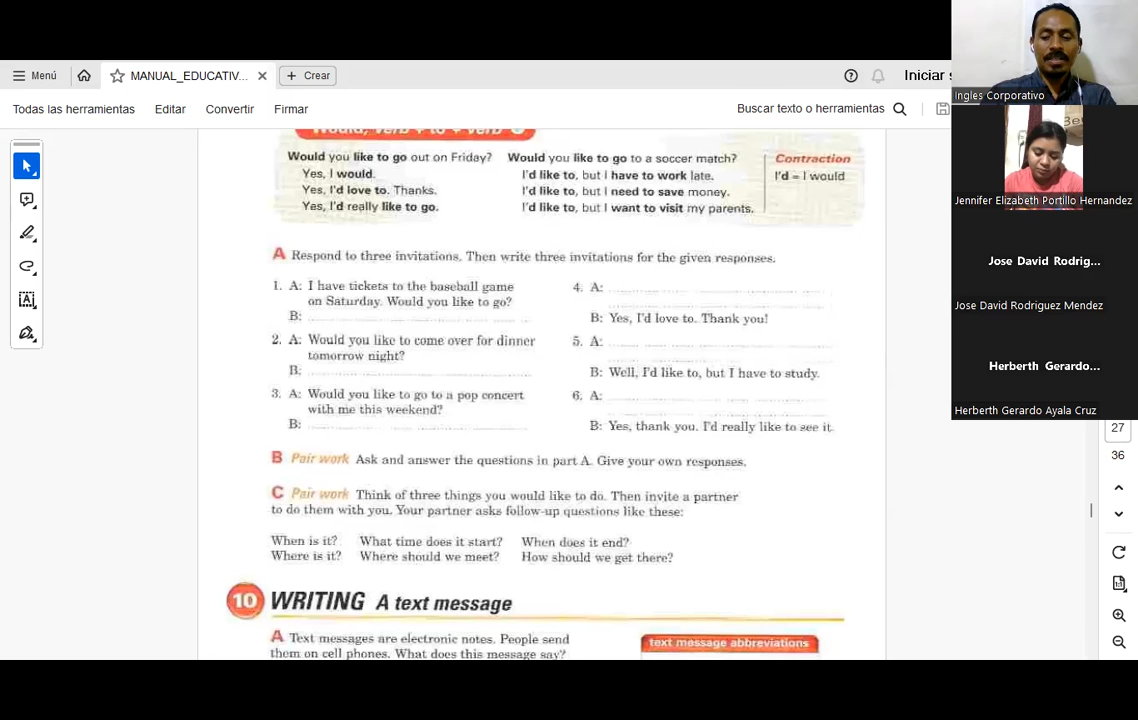 Menú
MANUAL_EDUCATIV...
Crear
Iniciar s
Todas las herramientas
Editar
Convertir
Firmar
Buscar texto o herramientas
Would, verb + to + verb
Would you like to go out on Friday?
Yes, I would.
Yes, I'd love to. Thanks.
Yes, I'd really like to go.
Would you like to go to a soccer match?
I'd like to, but I have to work late.
I'd like to, but I need to save money.
I'd like to, but I want to visit my parents.
Contraction
I'd = I would
A Respond to three invitations. Then write three invitations for the given responses.
1. A: I have tickets to the baseball game
on Saturday. Would you like to go?
B:
2. A: Would you like to come over for dinner
tomorrow night?
B:
3. A: Would you like to go to a pop concert
with me this weekend?
B:
4. A:
B: Yes, I'd love to. Thank you!
5. A:
B: Well, I'd like to, but I have to study.
6. A:
B: Yes, thank you. I'd really like to see it.
B Pair work Ask and answer the questions in part A. Give your own responses.
C Pair work Think of three things you would like to do. Then invite a partner
to do them with you. Your partner asks follow-up questions like these:
When is it? What time does it start? When does it end?
Where is it? Where should we meet? How should we get there?
10 WRITING A text message
A Text messages are electronic notes. People send
them on cell phones. What does this message say?
text message abbreviations
Ingles Corporativo
Be
Jennifer Elizabeth Portillo Hernandez
Jose David Rodrig...
Jose David Rodriguez Mendez
Herberth Gerardo...
Herberth Gerardo Ayala Cruz
27
36